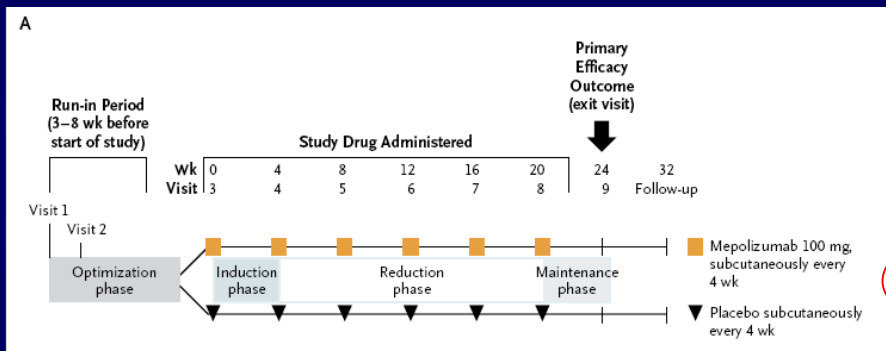 A
Primary
Efficacy
Outcome
(exit visit)
Run-in Period
(3–8 wk before
start of study)
Study Drug Administered
Wk 0 4 8 12 16 20 24 32
Visit 3 4 5 6 7 8 9 Follow-up
Visit 1
Visit 2
Optimization
phase
Induction
phase
Reduction
phase
Maintenance
phase
Mepolizumab 100 mg,
subcutaneously every
4 wk
Placebo subcutaneously
every 4 wk